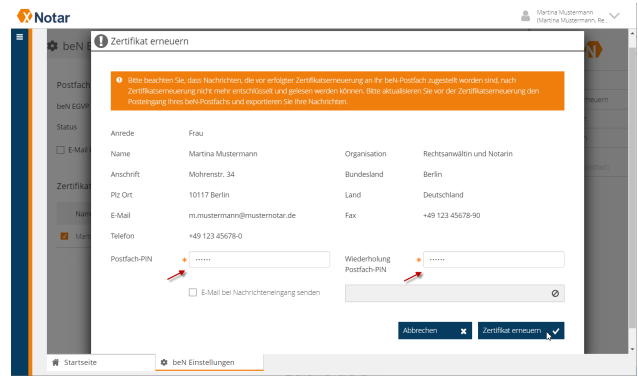 XNotar
Martina Mustermann
(Martina Mustermann, Re...
beN E
Zertifikat erneuern
Bitte beachten Sie, dass Nachrichten, die vor erfolgter Zertifikatserneuerung an Ihr beN-Postfach zugestellt worden sind, nach
Zertifikatserneuerung nicht mehr entschlüsselt und gelesen werden können. Bitte aktualisieren Sie vor der Zertifikatserneuerung den
Posteingang Ihres beN-Postfachs und exportieren Sie Ihre Nachrichten.
Postfach
beN EGVP
Status
E-Mail
Zertifikat
Nam
Mart
neuern
Anrede Frau
Name Martina Mustermann Organisation Rechtsanwältin und Notarin
Anschrift Mohrenstr. 34 Bundesland Berlin
Plz Ort 10117 Berlin Land Deutschland
E-Mail m.mustermann@musternotar.de Fax +49 123 45678-90
Telefon +49 123 45678-0
Postfach-PIN * ······ Wiederholung * ······
Postfach-PIN
E-Mail bei Nachrichteneingang senden
Abbrechen Zertifikat erneuern
Startseite beN Einstellungen